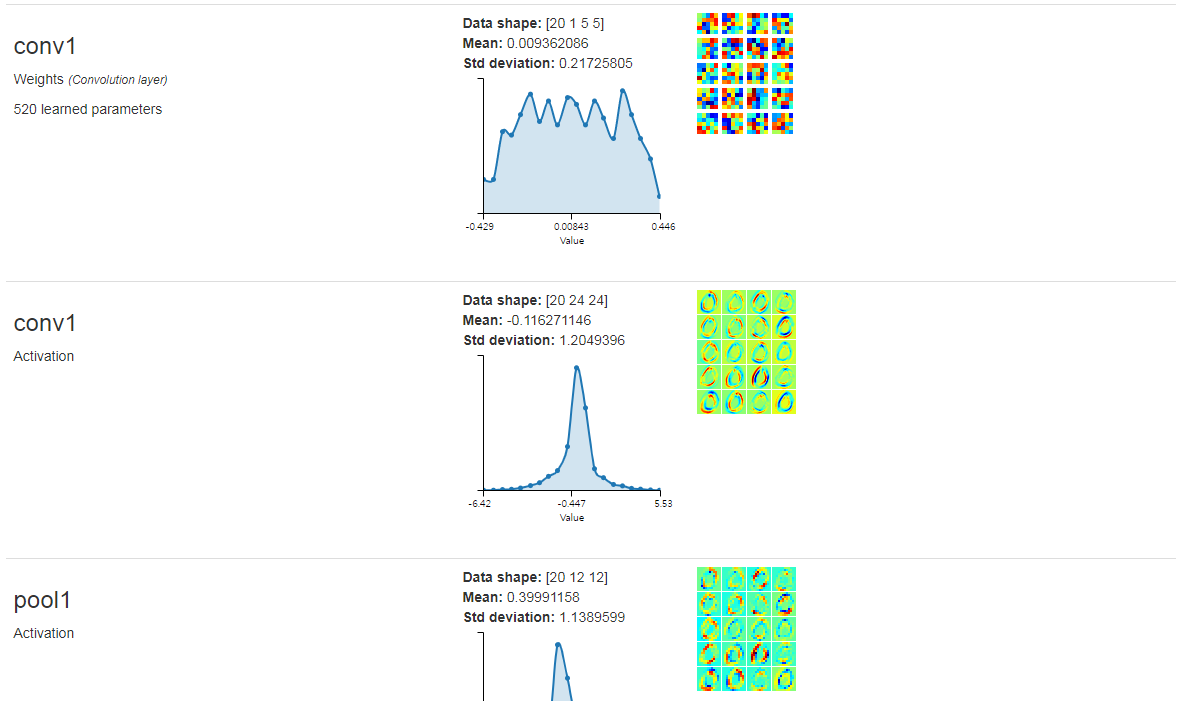 conv1
Weights (Convolution layer)
520 learned parameters
Data shape: [20 1 5 5]
Mean: 0.009362086
Std deviation: 0.21725805
-0.429 0.00843 0.446
Value
conv1
Activation
Data shape: [20 24 24]
Mean: -0.116271146
Std deviation: 1.2049396
-6.42 -0.447 5.53
Value
pool1
Activation
Data shape: [20 12 12]
Mean: 0.39991158
Std deviation: 1.1389599